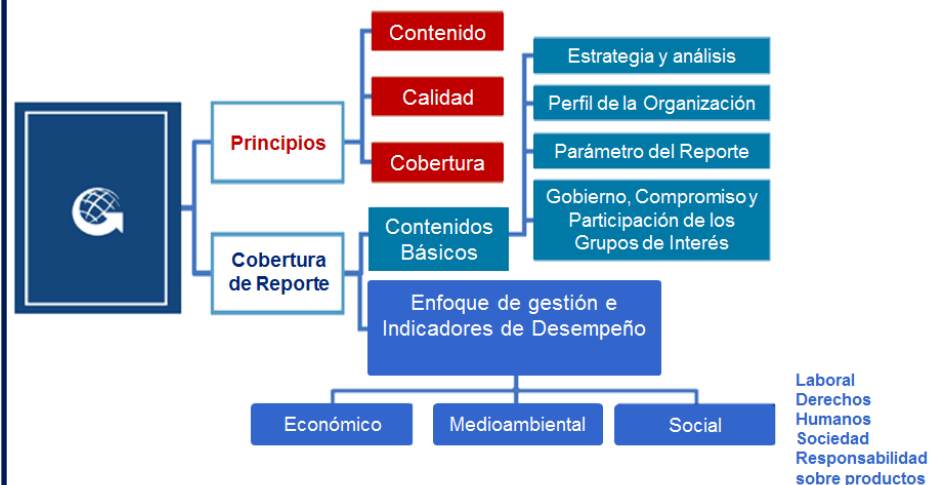 Principios
Contenido
Calidad
Cobertura
Cobertura
de Reporte
Contenidos
Básicos
Estrategia y análisis
Perfil de la Organización
Parámetro del Reporte
Gobierno, Compromiso y
Participación de los
Grupos de Interés
Enfoque de gestión e
Indicadores de Desempeño
Económico
Medioambiental
Social
Laboral
Derechos
Humanos
Sociedad
Responsabilidad
sobre productos